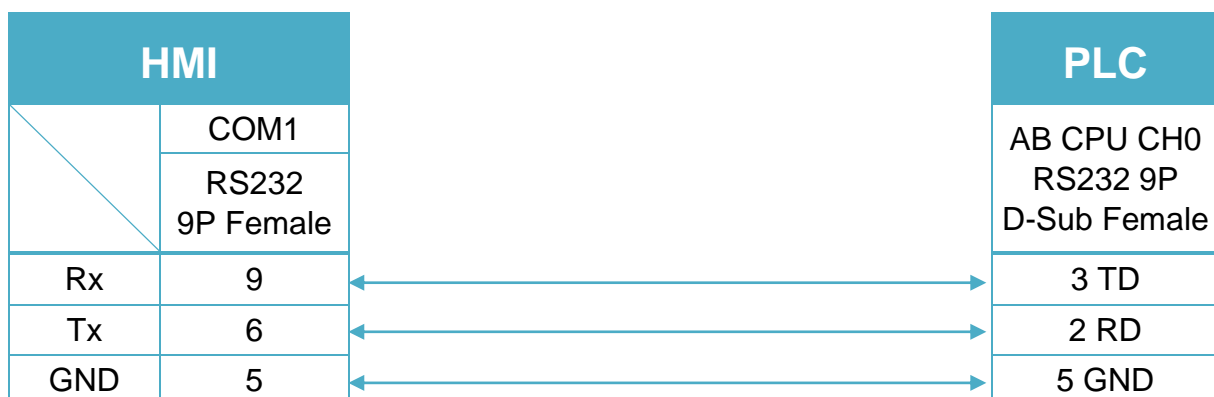 HMI PLC
COM1
RS232
9P Female
AB CPU CH0
RS232 9P
D-Sub Female
Rx 9 3 TD
Tx 6 2 RD
GND 5 5 GND